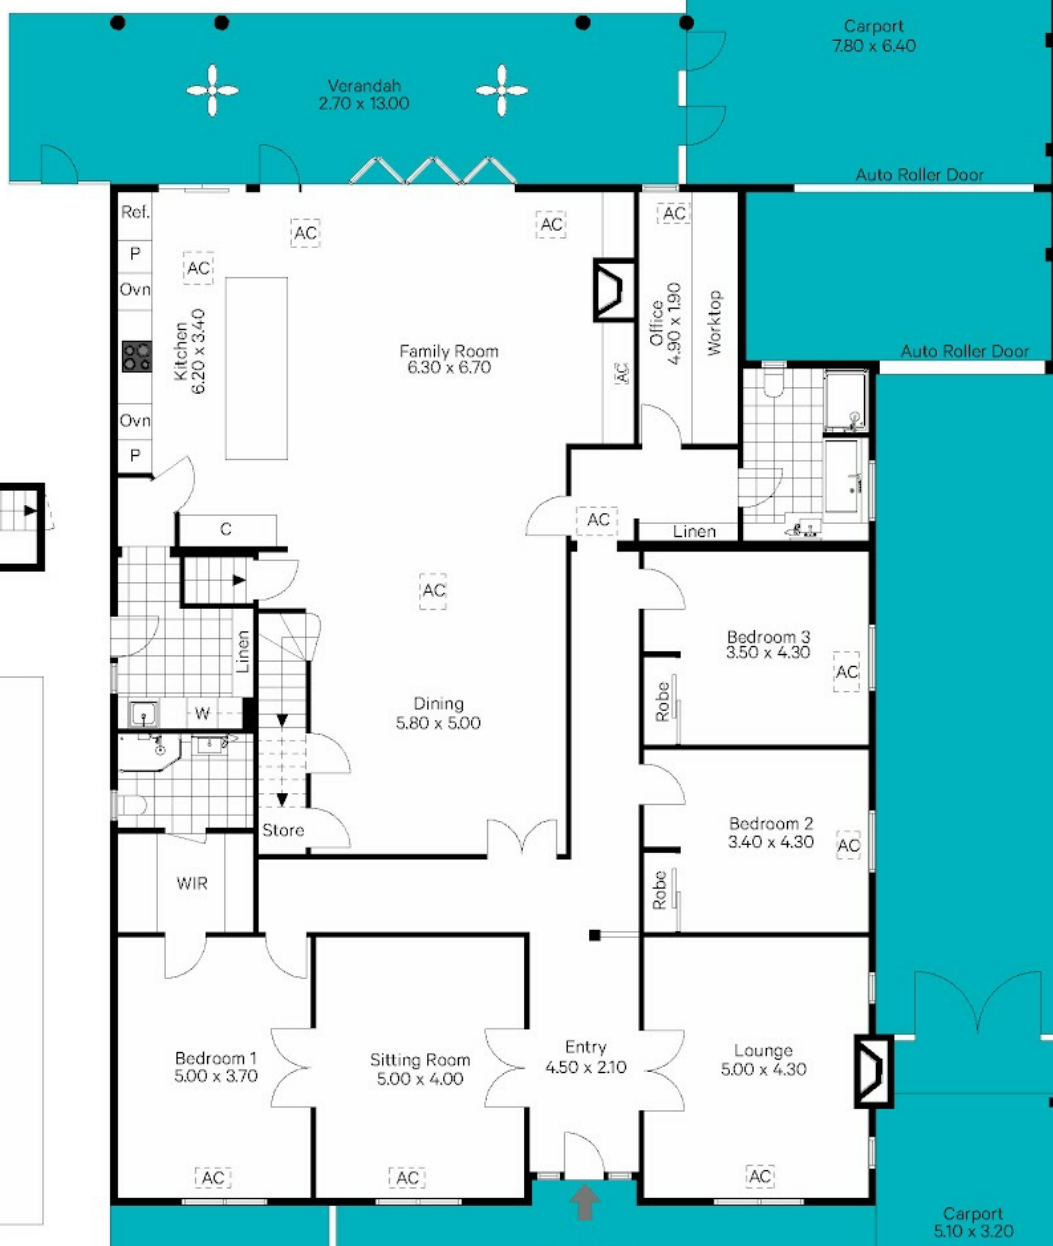 Carport
7.80 x 6.40
Verandah
2.70 x 13.00
Auto Roller Door
Ref.
AC
AC
AC
P
AC
Ovn
Kitchen
6.20 x 3.40
Office
4.90 x 1.90
Worktop
Family Room
6.30 x 6.70
Auto Roller Door
AC
Ovn
P
C
AC
Linen
AC
Bedroom 3
3.50 x 4.30
AC
Linen
Robe
W
Dining
5.80 x 5.00
Store
Bedroom 2
3.40 x 4.30
AC
WIR
Robe
Bedroom 1
5.00 x 3.70
Sitting Room
5.00 x 4.00
Entry
4.50 x 2.10
Lounge
5.00 x 4.30
AC
AC
AC
Carport
5.10 x 3.20